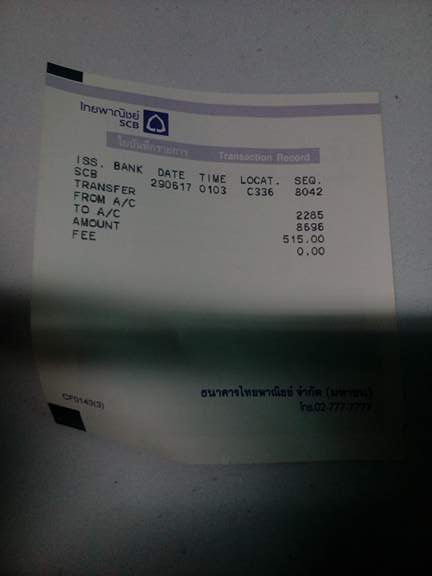 ไทยพาณิชย์
SCB
ใบบันทึกรายการ Transaction Record
ISS. BANK DATE TIME LOCAT. SEQ.
SCB 290617 0103 C336 8042
TRANSFER
FROM A/C 2285
TO A/C 8696
AMOUNT 515.00
FEE 0.00
ธนาคารไทยพาณิชย์ จำกัด (มหาชน)
โทร.02-777-7777
CF0143(3)